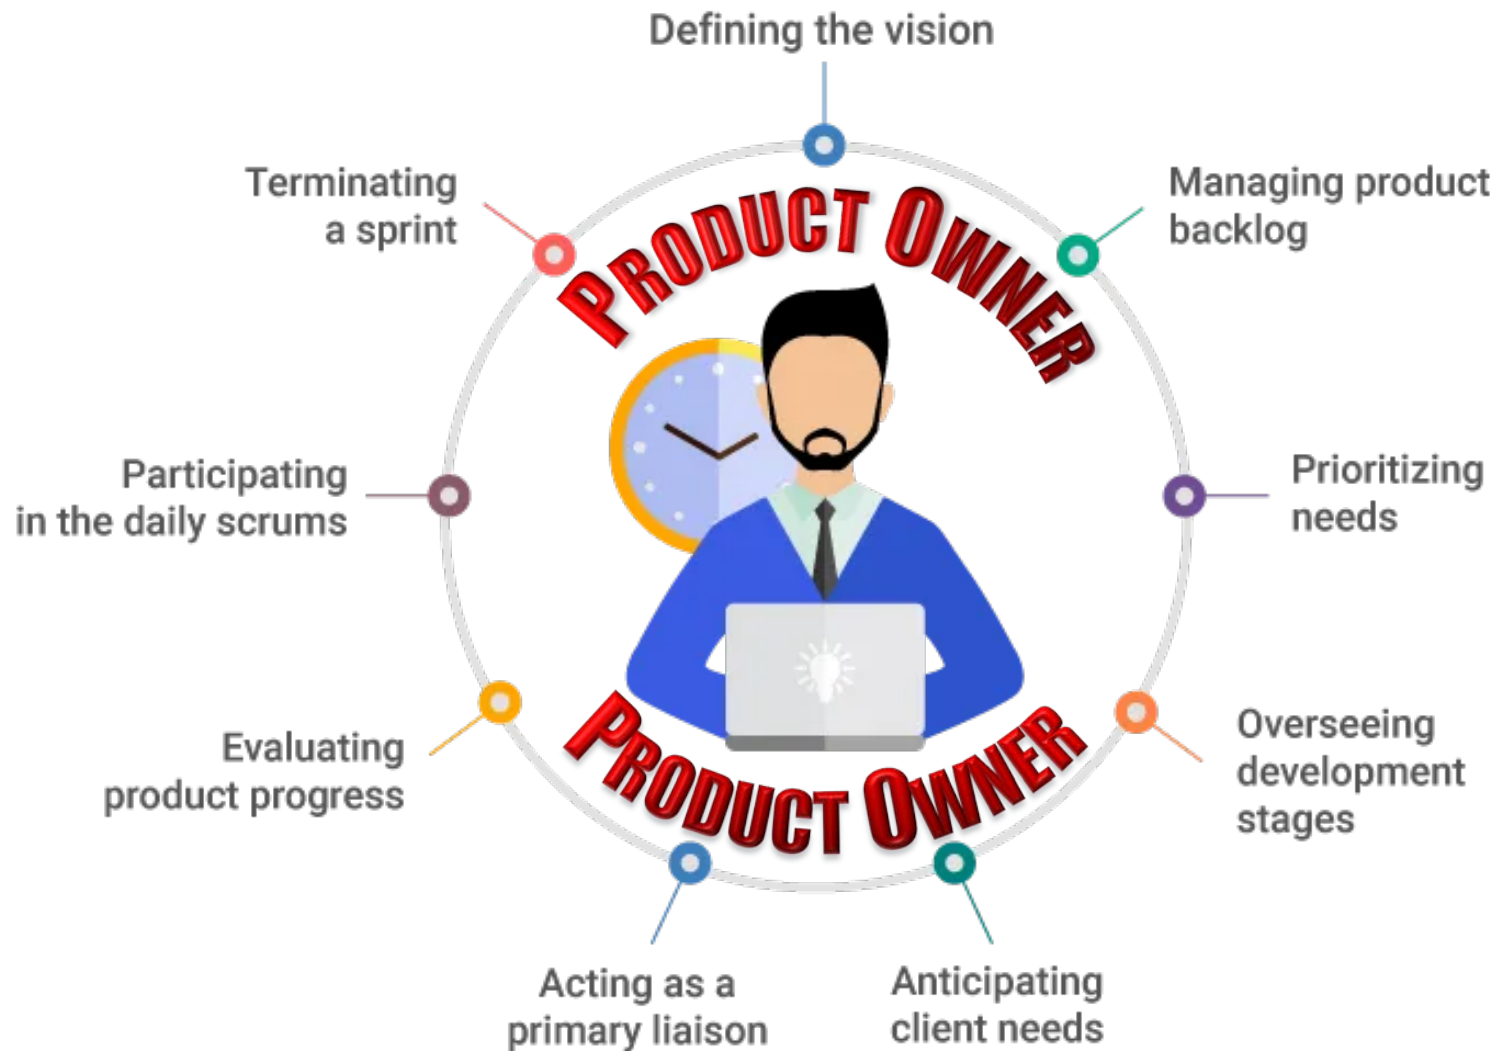 Defining the vision
Managing product
backlog
Prioritizing
needs
Overseeing
development
stages
Anticipating
client needs
Acting as a
primary liaison
Evaluating
product progress
Participating
in the daily scrums
Terminating
a sprint
PRODUCT OWNER
PRODUCT OWNER